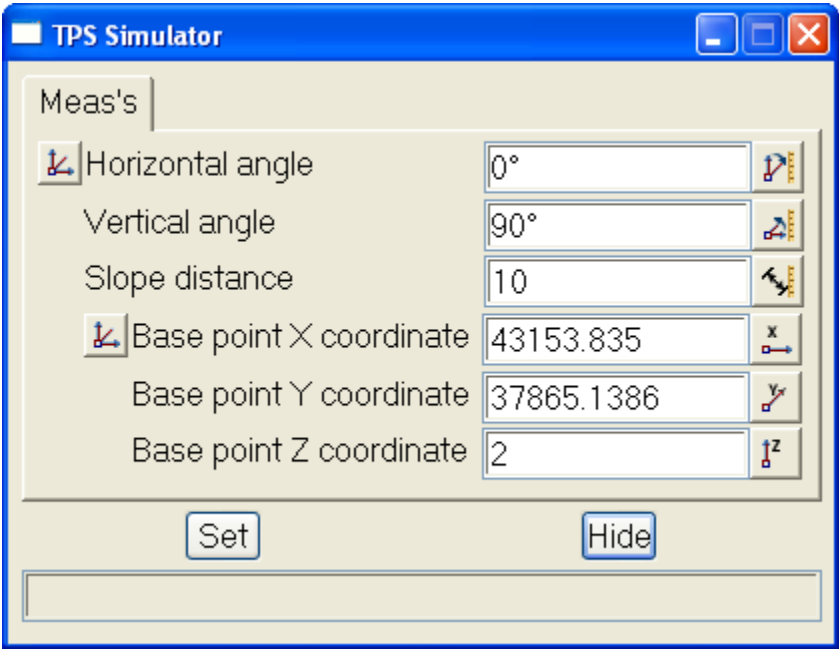 TPS Simulator
Meas's
Horizontal angle 0°
Vertical angle 90°
Slope distance 10
Base point X coordinate 43153.835 X
Base point Y coordinate 37865.1386 Y
Base point Z coordinate 2 Z
Set Hide